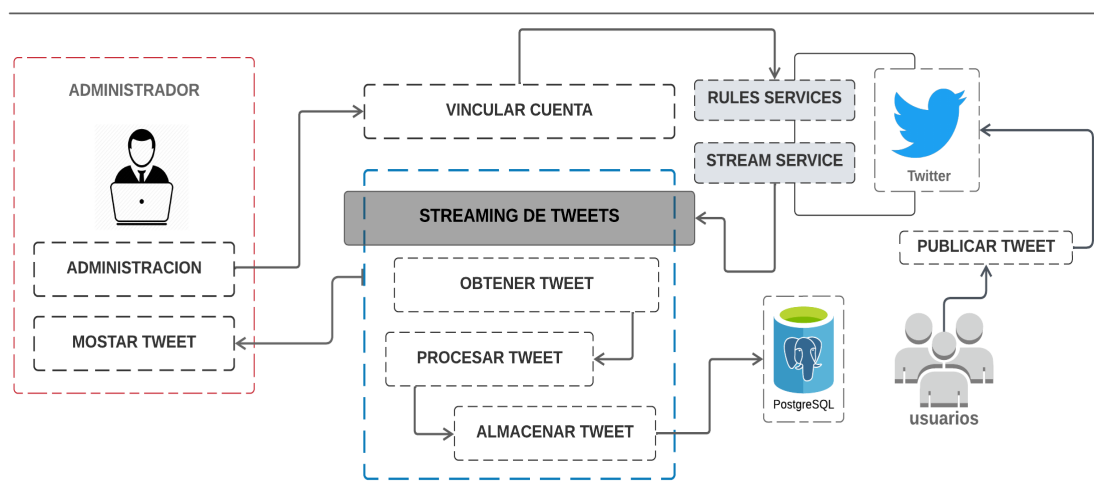 ADMINISTRADOR
ADMINISTRACION
MOSTAR TWEET
VINCULAR CUENTA
STREAMING DE TWEETS
OBTENER TWEET
PROCESAR TWEET
ALMACENAR TWEET
RULES SERVICES
STREAM SERVICE
Twitter
PUBLICAR TWEET
PostgreSQL
usuarios